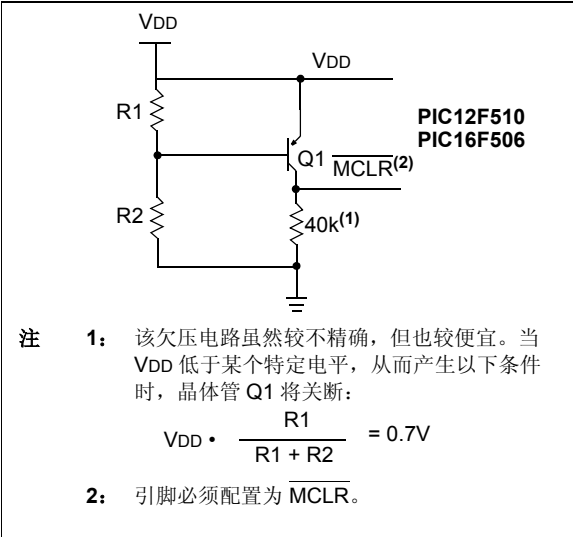 VDD
VDD
R1
PIC12F510
PIC16F506
Q1
MCLR(2)
R2
40k(1)
注 1： 该欠压电路虽然较不精确，但也较便宜。当
VDD 低于某个特定电平，从而产生以下条件
时，晶体管 Q1 将关断：
VDD • R1 / R1 + R2 = 0.7V
2： 引脚必须配置为 MCLR。